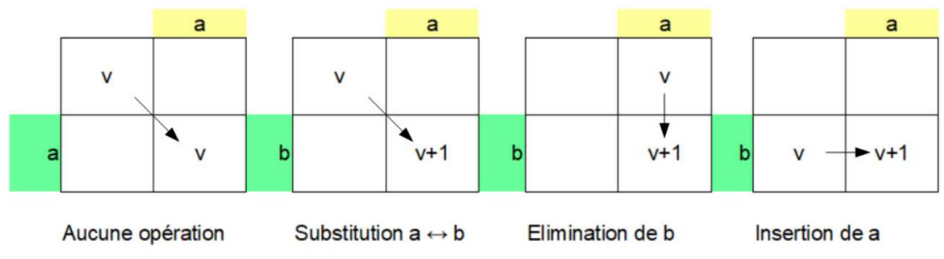 a a a a
v v v
a v b v+1 b v+1 b v v+1
Aucune opération Substitution a ↔ b Elimination de b Insertion de a